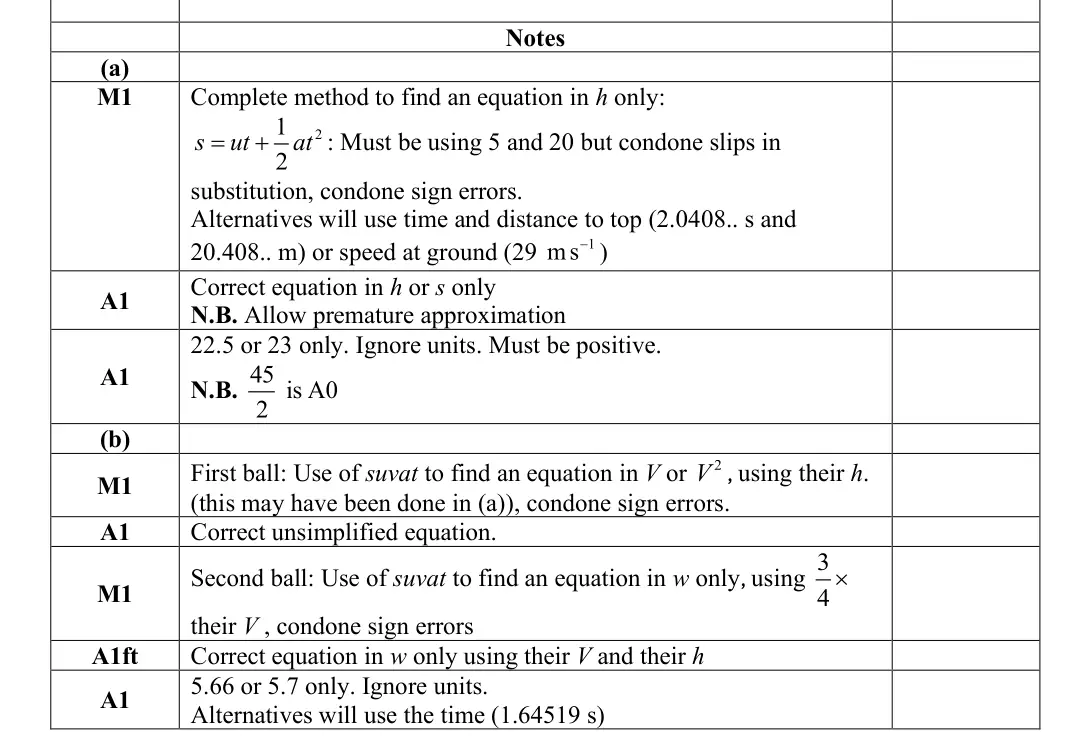 Notes
(a)
M1 Complete method to find an equation in h only:
s = ut + 1/2 at² : Must be using 5 and 20 but condone slips in
substitution, condone sign errors.
Alternatives will use time and distance to top (2.0408.. s and
20.408.. m) or speed at ground (29 m s⁻¹ )
A1 Correct equation in h or s only
N.B. Allow premature approximation
A1 22.5 or 23 only. Ignore units. Must be positive.
N.B. 45/2 is A0
(b)
M1 First ball: Use of suvat to find an equation in V or V² , using their h.
(this may have been done in (a)), condone sign errors.
A1 Correct unsimplified equation.
M1 Second ball: Use of suvat to find an equation in w only, using 3/4 ×
their V , condone sign errors
A1ft Correct equation in w only using their V and their h
A1 5.66 or 5.7 only. Ignore units.
Alternatives will use the time (1.64519 s)